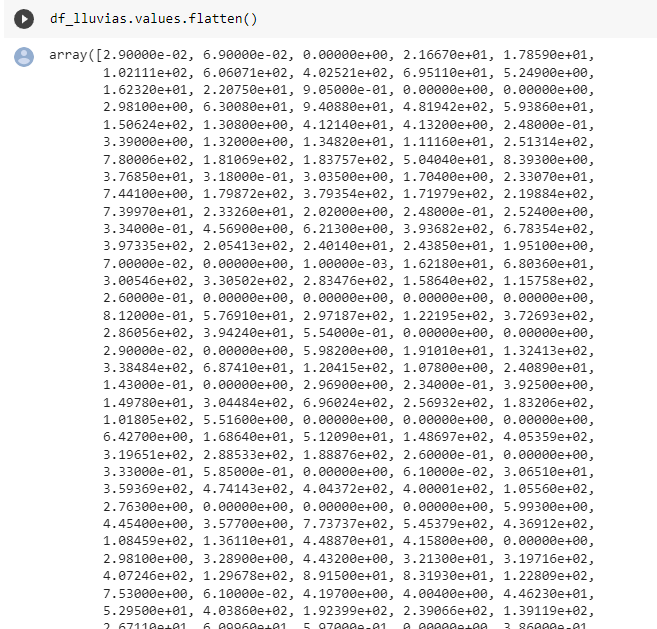 df_lluvias.values.flatten()
array([2.90000e-02, 6.90000e-02, 0.00000e+00, 2.16670e+01, 1.78590e+01,
1.02111e+02, 6.06071e+02, 4.02521e+02, 6.95110e+01, 5.24900e+00,
1.62320e+01, 2.20750e+01, 9.05000e-01, 0.00000e+00, 0.00000e+00,
2.98100e+00, 6.30080e+01, 9.40880e+01, 4.81942e+02, 5.93860e+01,
1.50624e+02, 1.30800e+00, 4.12140e+01, 4.13200e+00, 2.48000e-01,
3.39000e+00, 1.32000e+00, 1.34820e+01, 1.11160e+01, 2.51314e+02,
7.80006e+02, 1.81069e+02, 1.83757e+02, 5.04040e+01, 8.39300e+00,
3.76850e+01, 3.18000e-01, 3.03500e+00, 1.70400e+00, 2.33070e+01,
7.44100e+00, 1.79872e+02, 3.79354e+02, 1.71979e+02, 2.19884e+02,
7.39970e+01, 2.33260e+01, 2.02000e+00, 2.48000e-01, 2.52400e+00,
3.34000e-01, 4.56900e+00, 6.21300e+00, 3.93682e+02, 6.78354e+02,
3.97335e+02, 2.05413e+02, 2.40140e+01, 2.43850e+01, 1.95100e+00,
7.00000e-02, 0.00000e+00, 1.00000e-03, 1.62180e+01, 6.80360e+01,
3.00546e+02, 3.30502e+02, 2.83476e+02, 1.58640e+02, 1.15758e+02,
2.60000e-01, 0.00000e+00, 0.00000e+00, 0.00000e+00, 0.00000e+00,
8.12000e-01, 5.76910e+01, 2.97187e+02, 1.22195e+02, 3.72693e+02,
2.86056e+02, 3.94240e+01, 5.54000e-01, 0.00000e+00, 0.00000e+00,
2.90000e-02, 0.00000e+00, 5.98200e+00, 1.91010e+01, 1.32413e+02,
3.38484e+02, 6.87410e+01, 1.20415e+02, 1.07800e+00, 2.40890e+01,
1.43000e-01, 0.00000e+00, 2.96900e+00, 2.34000e-01, 3.92500e+00,
1.49780e+01, 3.04484e+02, 6.96024e+02, 2.56932e+02, 1.83206e+02,
1.01805e+02, 5.51600e+00, 0.00000e+00, 0.00000e+00, 0.00000e+00,
6.42700e+00, 1.68640e+01, 5.12090e+01, 1.48697e+02, 4.05359e+02,
3.19651e+02, 2.88533e+02, 1.88876e+02, 2.60000e-01, 0.00000e+00,
3.33000e-01, 5.85000e-01, 0.00000e+00, 6.10000e-02, 3.06510e+01,
3.59369e+02, 4.74143e+02, 4.04372e+02, 4.00001e+02, 1.05560e+02,
2.76300e+00, 0.00000e+00, 0.00000e+00, 0.00000e+00, 5.99300e+00,
4.45400e+00, 3.57700e+00, 7.73737e+02, 5.45379e+02, 4.36912e+02,
1.08459e+02, 1.36110e+01, 4.48870e+01, 4.15800e+00, 0.00000e+00,
2.98100e+00, 3.28900e+00, 4.43200e+00, 3.21300e+01, 3.19716e+02,
4.07246e+02, 1.29678e+02, 8.91500e+01, 8.31930e+01, 1.22809e+02,
7.53000e+00, 6.10000e-02, 4.19700e+00, 4.00400e+00, 4.46230e+01,
5.29500e+01, 4.03860e+02, 1.92399e+02, 2.39066e+02, 1.39119e+02,
2.67110e+01, 6.09960e+01, 5.97000e-01, 0.00000e+00, 3.86000e-01,